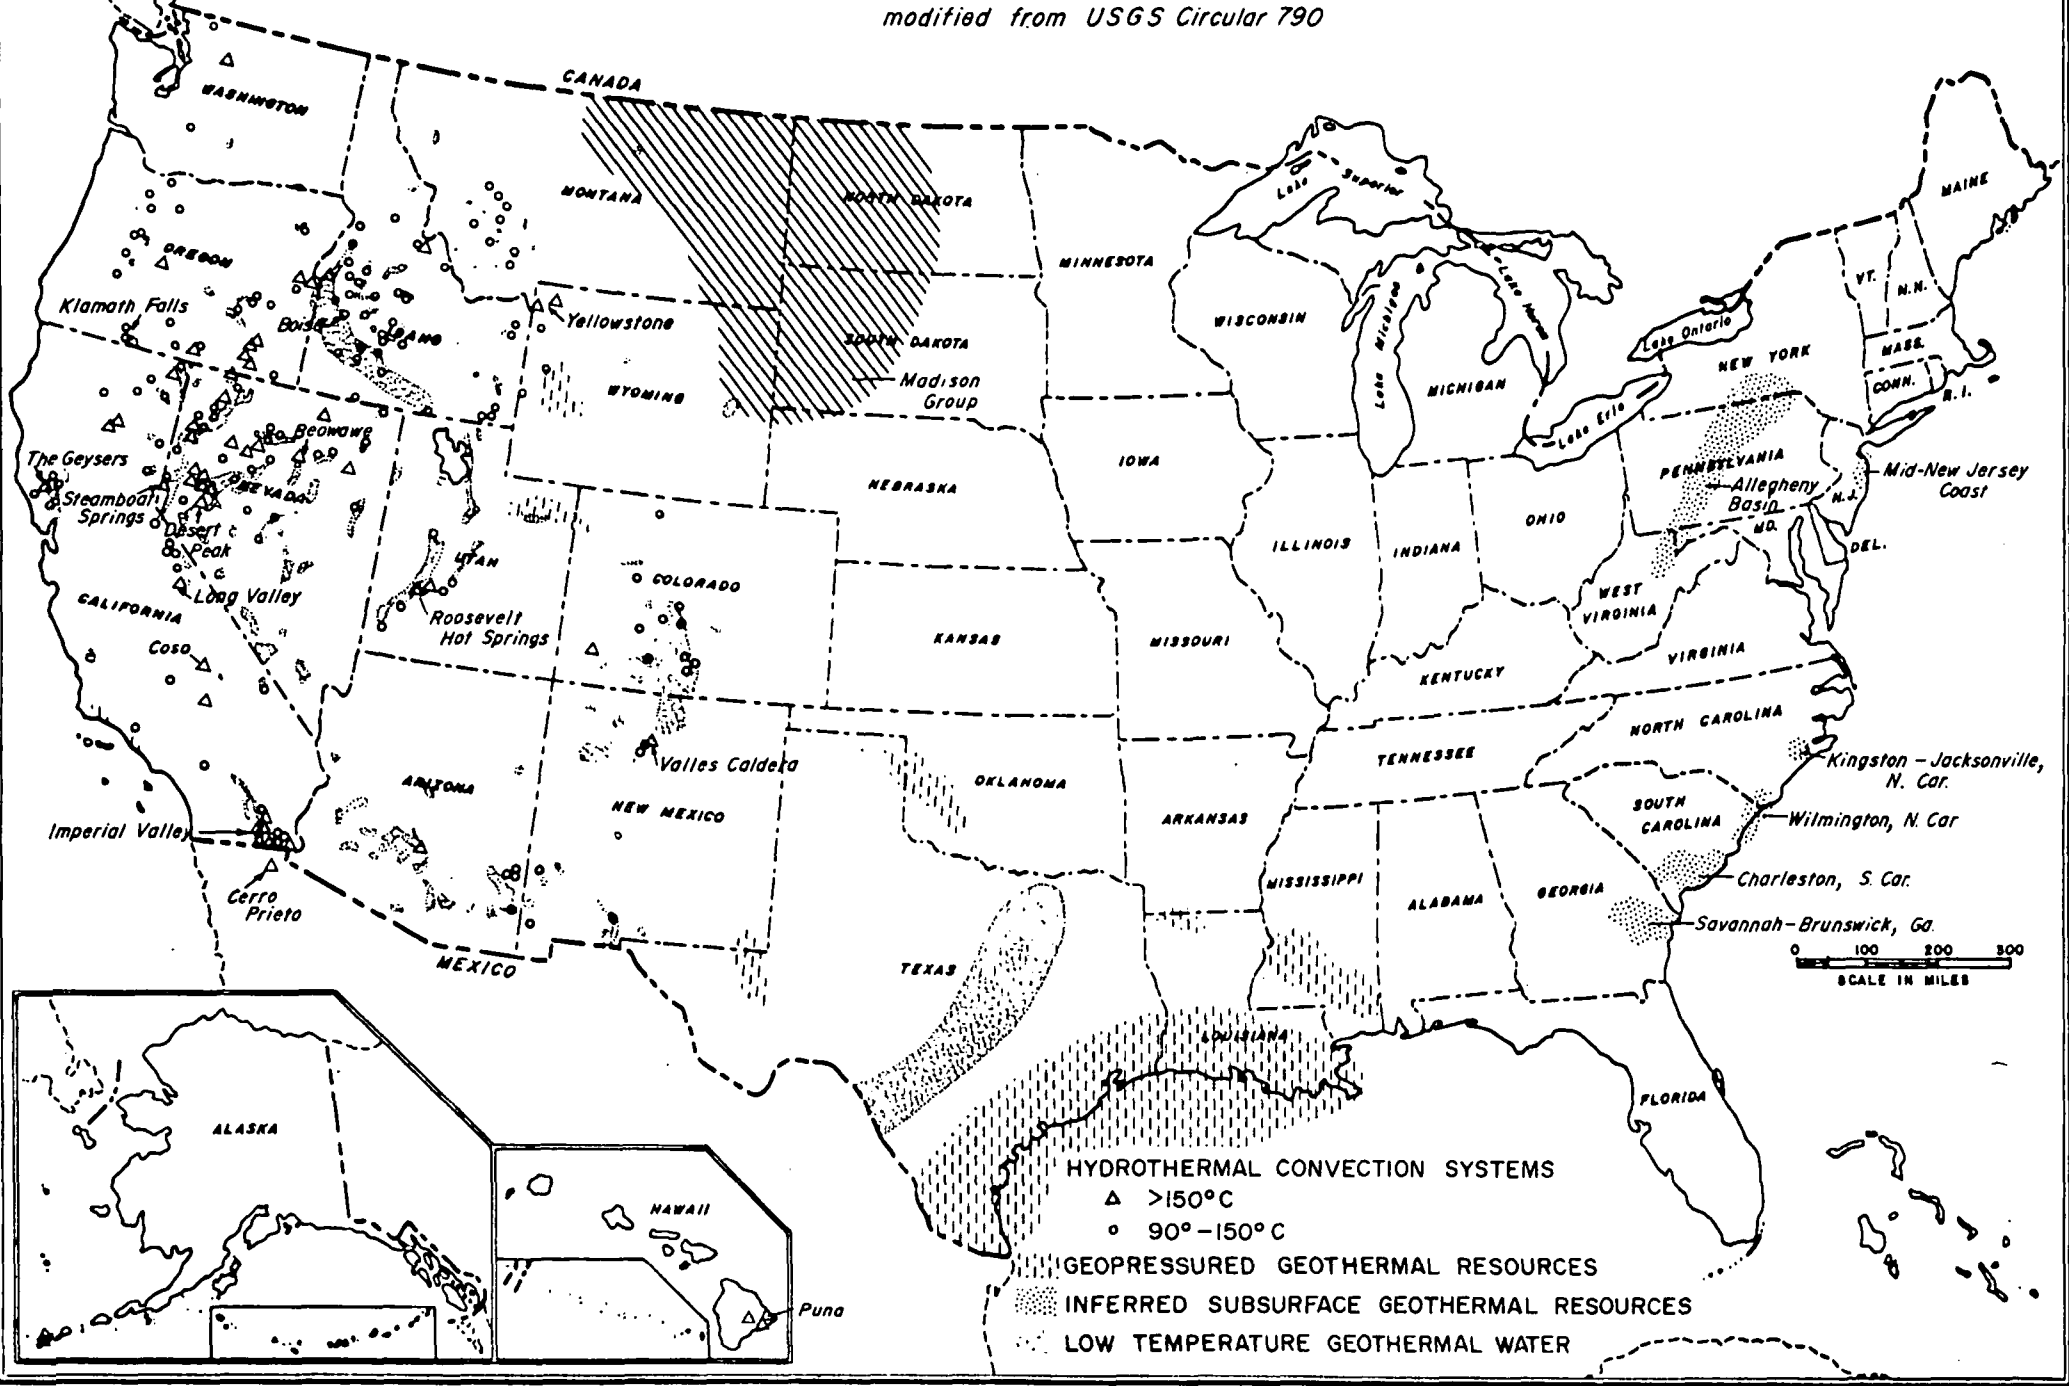 modified from USGS Circular 790
CANADA
WASHINGTON
MONTANA
NORTH DAKOTA
MINNESOTA
Lake Superior
MAINE
OREGON
Klamath Falls
Boise
IDAHO
Yellowstone
SOUTH DAKOTA
Madison
Group
WYOMING
WISCONSIN
Lake Michigan
Lake Huron
MICHIGAN
Lake Ontario
Lake Erie
NEW YORK
VT.
N.H.
MASS.
CONN.
R.I.
Beowawe
The Geysers
Steamboat
Springs
NEVADA
Desert
Peak
Long Valley
CALIFORNIA
Coso
UTAH
Roosevelt
Hot Springs
COLORADO
NEBRASKA
IOWA
ILLINOIS
INDIANA
OHIO
PENNSYLVANIA
Allegheny
Basin
N.J.
MD.
DEL.
Mid-New Jersey
Coast
WEST
VIRGINIA
VIRGINIA
KANSAS
MISSOURI
KENTUCKY
NORTH CAROLINA
TENNESSEE
Kingston - Jacksonville,
N. Car.
SOUTH
CAROLINA
Wilmington, N. Car
Charleston, S. Car.
Savannah-Brunswick, Ga.
Imperial Valley
Cerro
Prieto
ARIZONA
Valles Caldera
NEW MEXICO
OKLAHOMA
ARKANSAS
MISSISSIPPI
ALABAMA
GEORGIA
0 100 200 300
SCALE IN MILES
MEXICO
TEXAS
LOUISIANA
FLORIDA
ALASKA
HAWAII
Puna
HYDROTHERMAL CONVECTION SYSTEMS
>150°C
90°-150°C
GEOPRESSURED GEOTHERMAL RESOURCES
INFERRED SUBSURFACE GEOTHERMAL RESOURCES
LOW TEMPERATURE GEOTHERMAL WATER